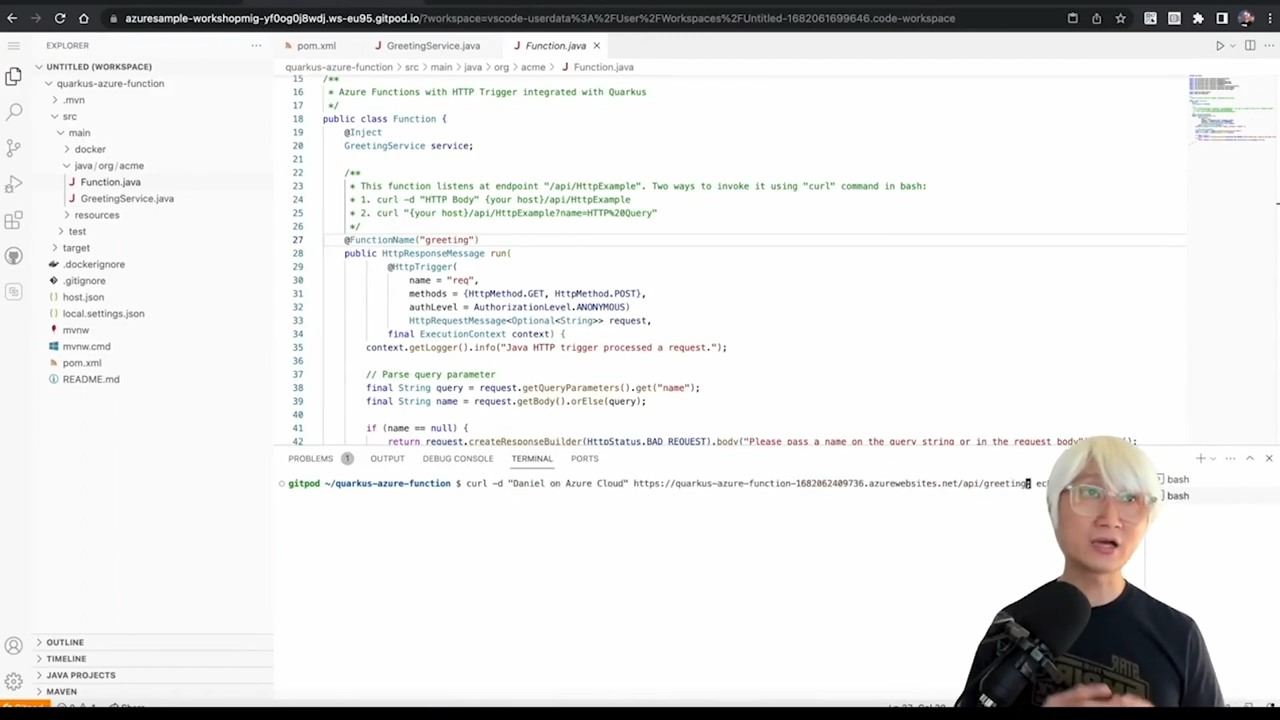 azuresample-workshopmig-yf0og0j8wdj.ws-eu95.gitpod.io/?workspace=vscode-userdata%3A%2FUser%2FWorkspaces%2FUntitled-1682061699646.code-workspace
EXPLORER
UNTITLED (WORKSPACE)
quarkus-azure-function
.mvn
src
main
docker
java/org/acme
Function.java
GreetingService.java
resources
test
target
.dockerignore
.gitignore
host.json
local.settings.json
mvnw
mvnw.cmd
pom.xml
README.md
OUTLINE
TIMELINE
JAVA PROJECTS
MAVEN
pom.xml GreetingService.java Function.java
quarkus-azure-function > src > main > java > org > acme > Function.java
15 /**
16 * Azure Functions with HTTP Trigger integrated with Quarkus
17 */
18 public class Function {
19 @Inject
20 GreetingService service;
21
22 /**
23 * This function listens at endpoint "/api/HttpExample". Two ways to invoke it using "curl" command in bash:
24 * 1. curl -d "HTTP Body" {your host}/api/HttpExample
25 * 2. curl "{your host}/api/HttpExample?name=HTTP%20Query"
26 */
27 @FunctionName("greeting")
28 public HttpResponseMessage run(
29 @HttpTrigger(
30 name = "req",
31 methods = {HttpMethod.GET, HttpMethod.POST},
32 authLevel = AuthorizationLevel.ANONYMOUS)
33 HttpRequestMessage<Optional<String>> request,
34 final ExecutionContext context) {
35 context.getLogger().info("Java HTTP trigger processed a request.");
36
37 // Parse query parameter
38 final String query = request.getQueryParameters().get("name");
39 final String name = request.getBody().orElse(query);
40
41 if (name == null) {
42 return request.createResponseBuilder(HttpStatus.BAD_REQUEST).body("Please pass a name on the query string or in the request body"
PROBLEMS 1 OUTPUT DEBUG CONSOLE TERMINAL PORTS
gitpod ~/quarkus-azure-function $ curl -d "Daniel on Azure Cloud" https://quarkus-azure-function-1682062409736.azurewebsites.net/api/greeting
bash
bash
Gitpod